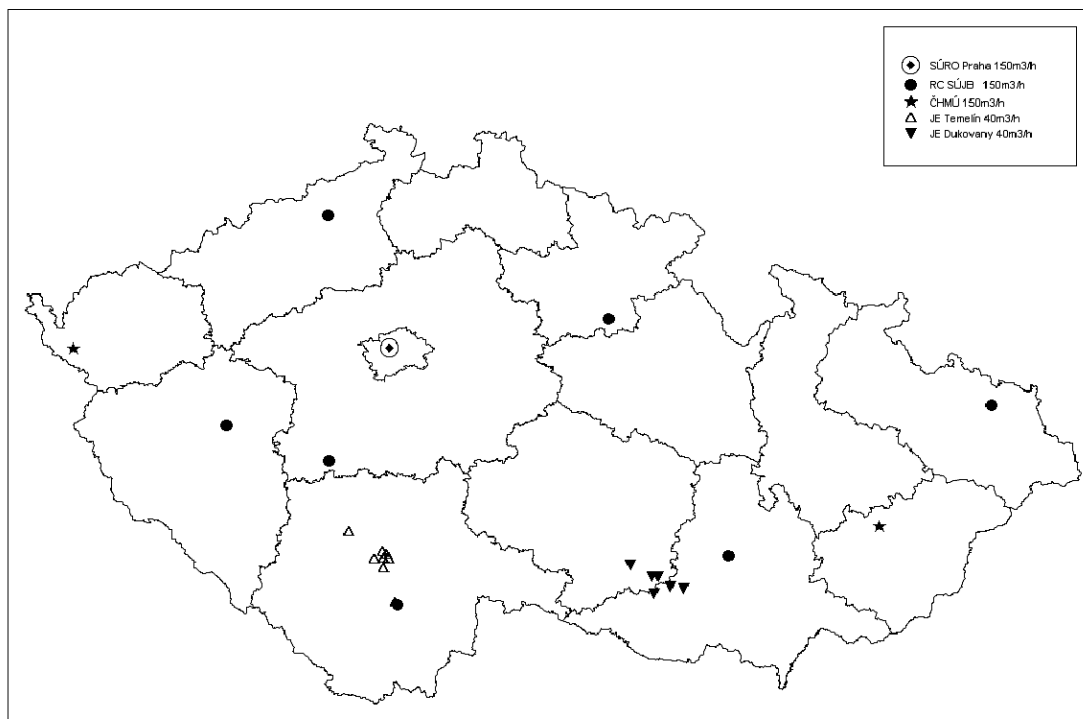 SÚRO Praha 150m3/h
RC SÚJB 150m3/h
ČHMÚ 150m3/h
JE Temelín 40m3/h
JE Dukovany 40m3/h